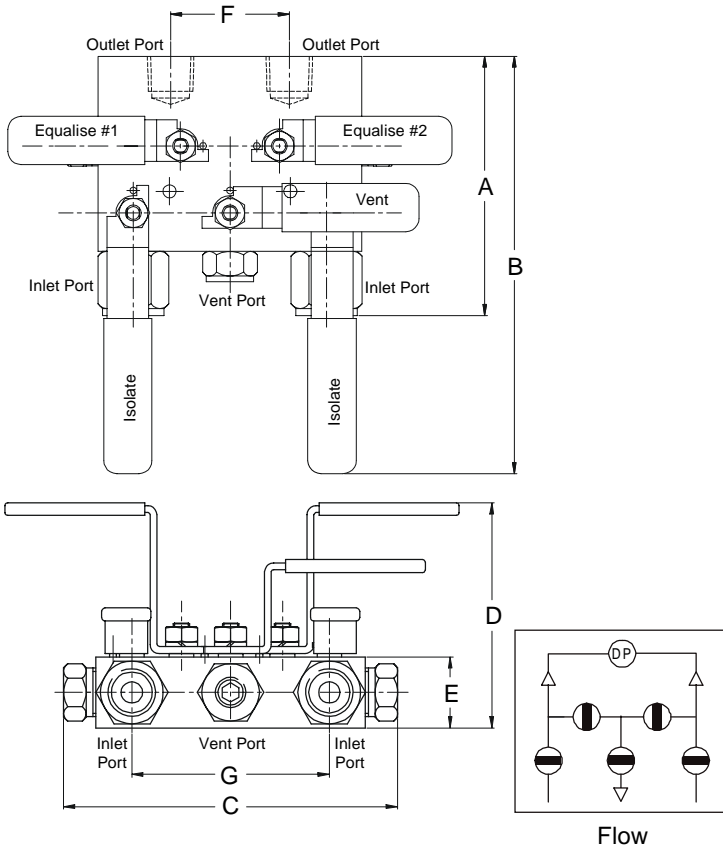 F
Outlet Port
Outlet Port
Equalise #1
Equalise #2
A
Vent
B
Inlet Port
Vent Port
Inlet Port
Isolate
Isolate
D
DP
E
Inlet
Port
Vent Port
Inlet
Port
G
C
Flow